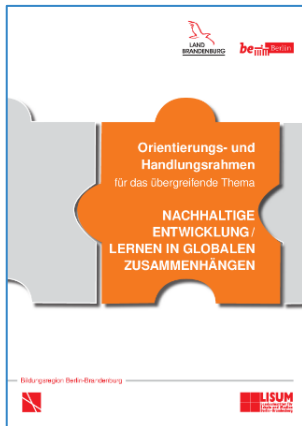 LAND
BRANDENBURG
be Berlin
Orientierungs- und
Handlungsrahmen
für das übergreifende Thema
NACHHALTIGE
ENTWICKLUNG/
LERNEN IN GLOBALEN
ZUSAMMENHÄNGEN
Bildungsregion Berlin-Brandenburg
LISUM